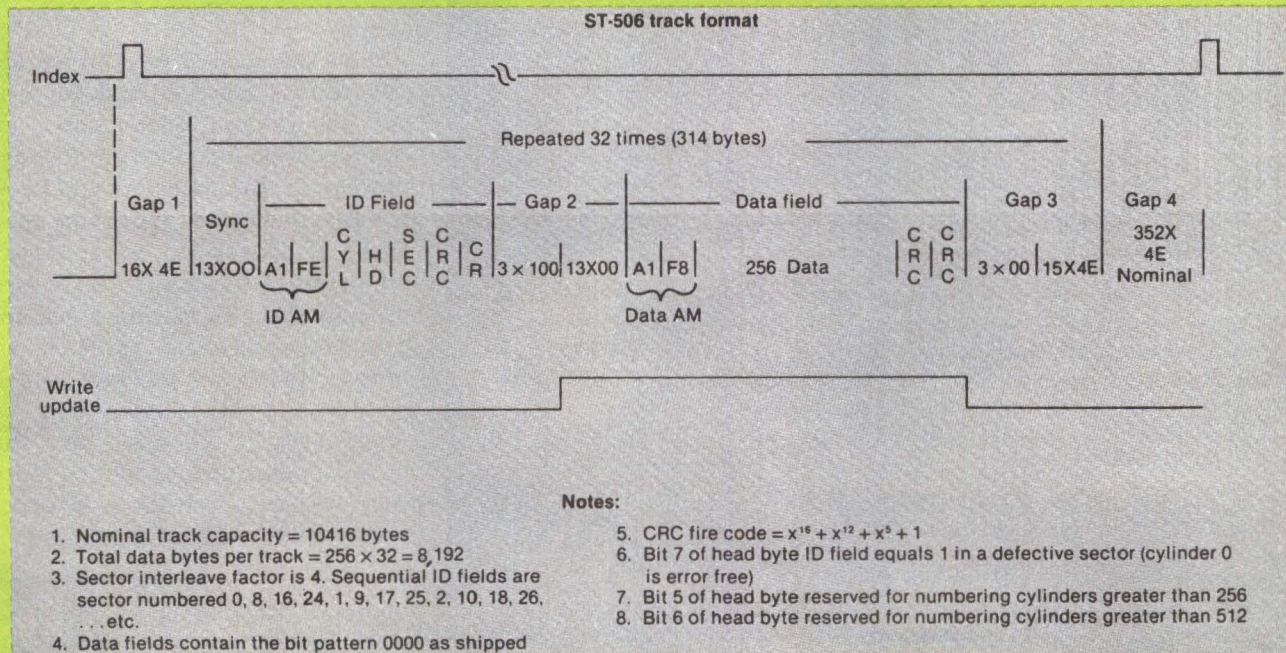 ST-506 track format
Index
Repeated 32 times (314 bytes)
Gap 1
Sync
ID Field
Gap 2
Data field
Gap 3
Gap 4
16X 4E
13XOO
A1
FE
CYL
HD
SEC
CRC
CR
3 × 100
13X00
A1
F8
256 Data
CRC
CRC
3 × 00
15X4E
352X
4E
Nominal
ID AM
Data AM
Write
update
Notes:
1. Nominal track capacity = 10416 bytes
2. Total data bytes per track = 256 × 32 = 8,192
3. Sector interleave factor is 4. Sequential ID fields are
sector numbered 0, 8, 16, 24, 1, 9, 17, 25, 2, 10, 18, 26,
. . . etc.
4. Data fields contain the bit pattern 0000 as shipped
5. CRC fire code = x¹⁶ + x¹² + x⁵ + 1
6. Bit 7 of head byte ID field equals 1 in a defective sector (cylinder 0
is error free)
7. Bit 5 of head byte reserved for numbering cylinders greater than 256
8. Bit 6 of head byte reserved for numbering cylinders greater than 512